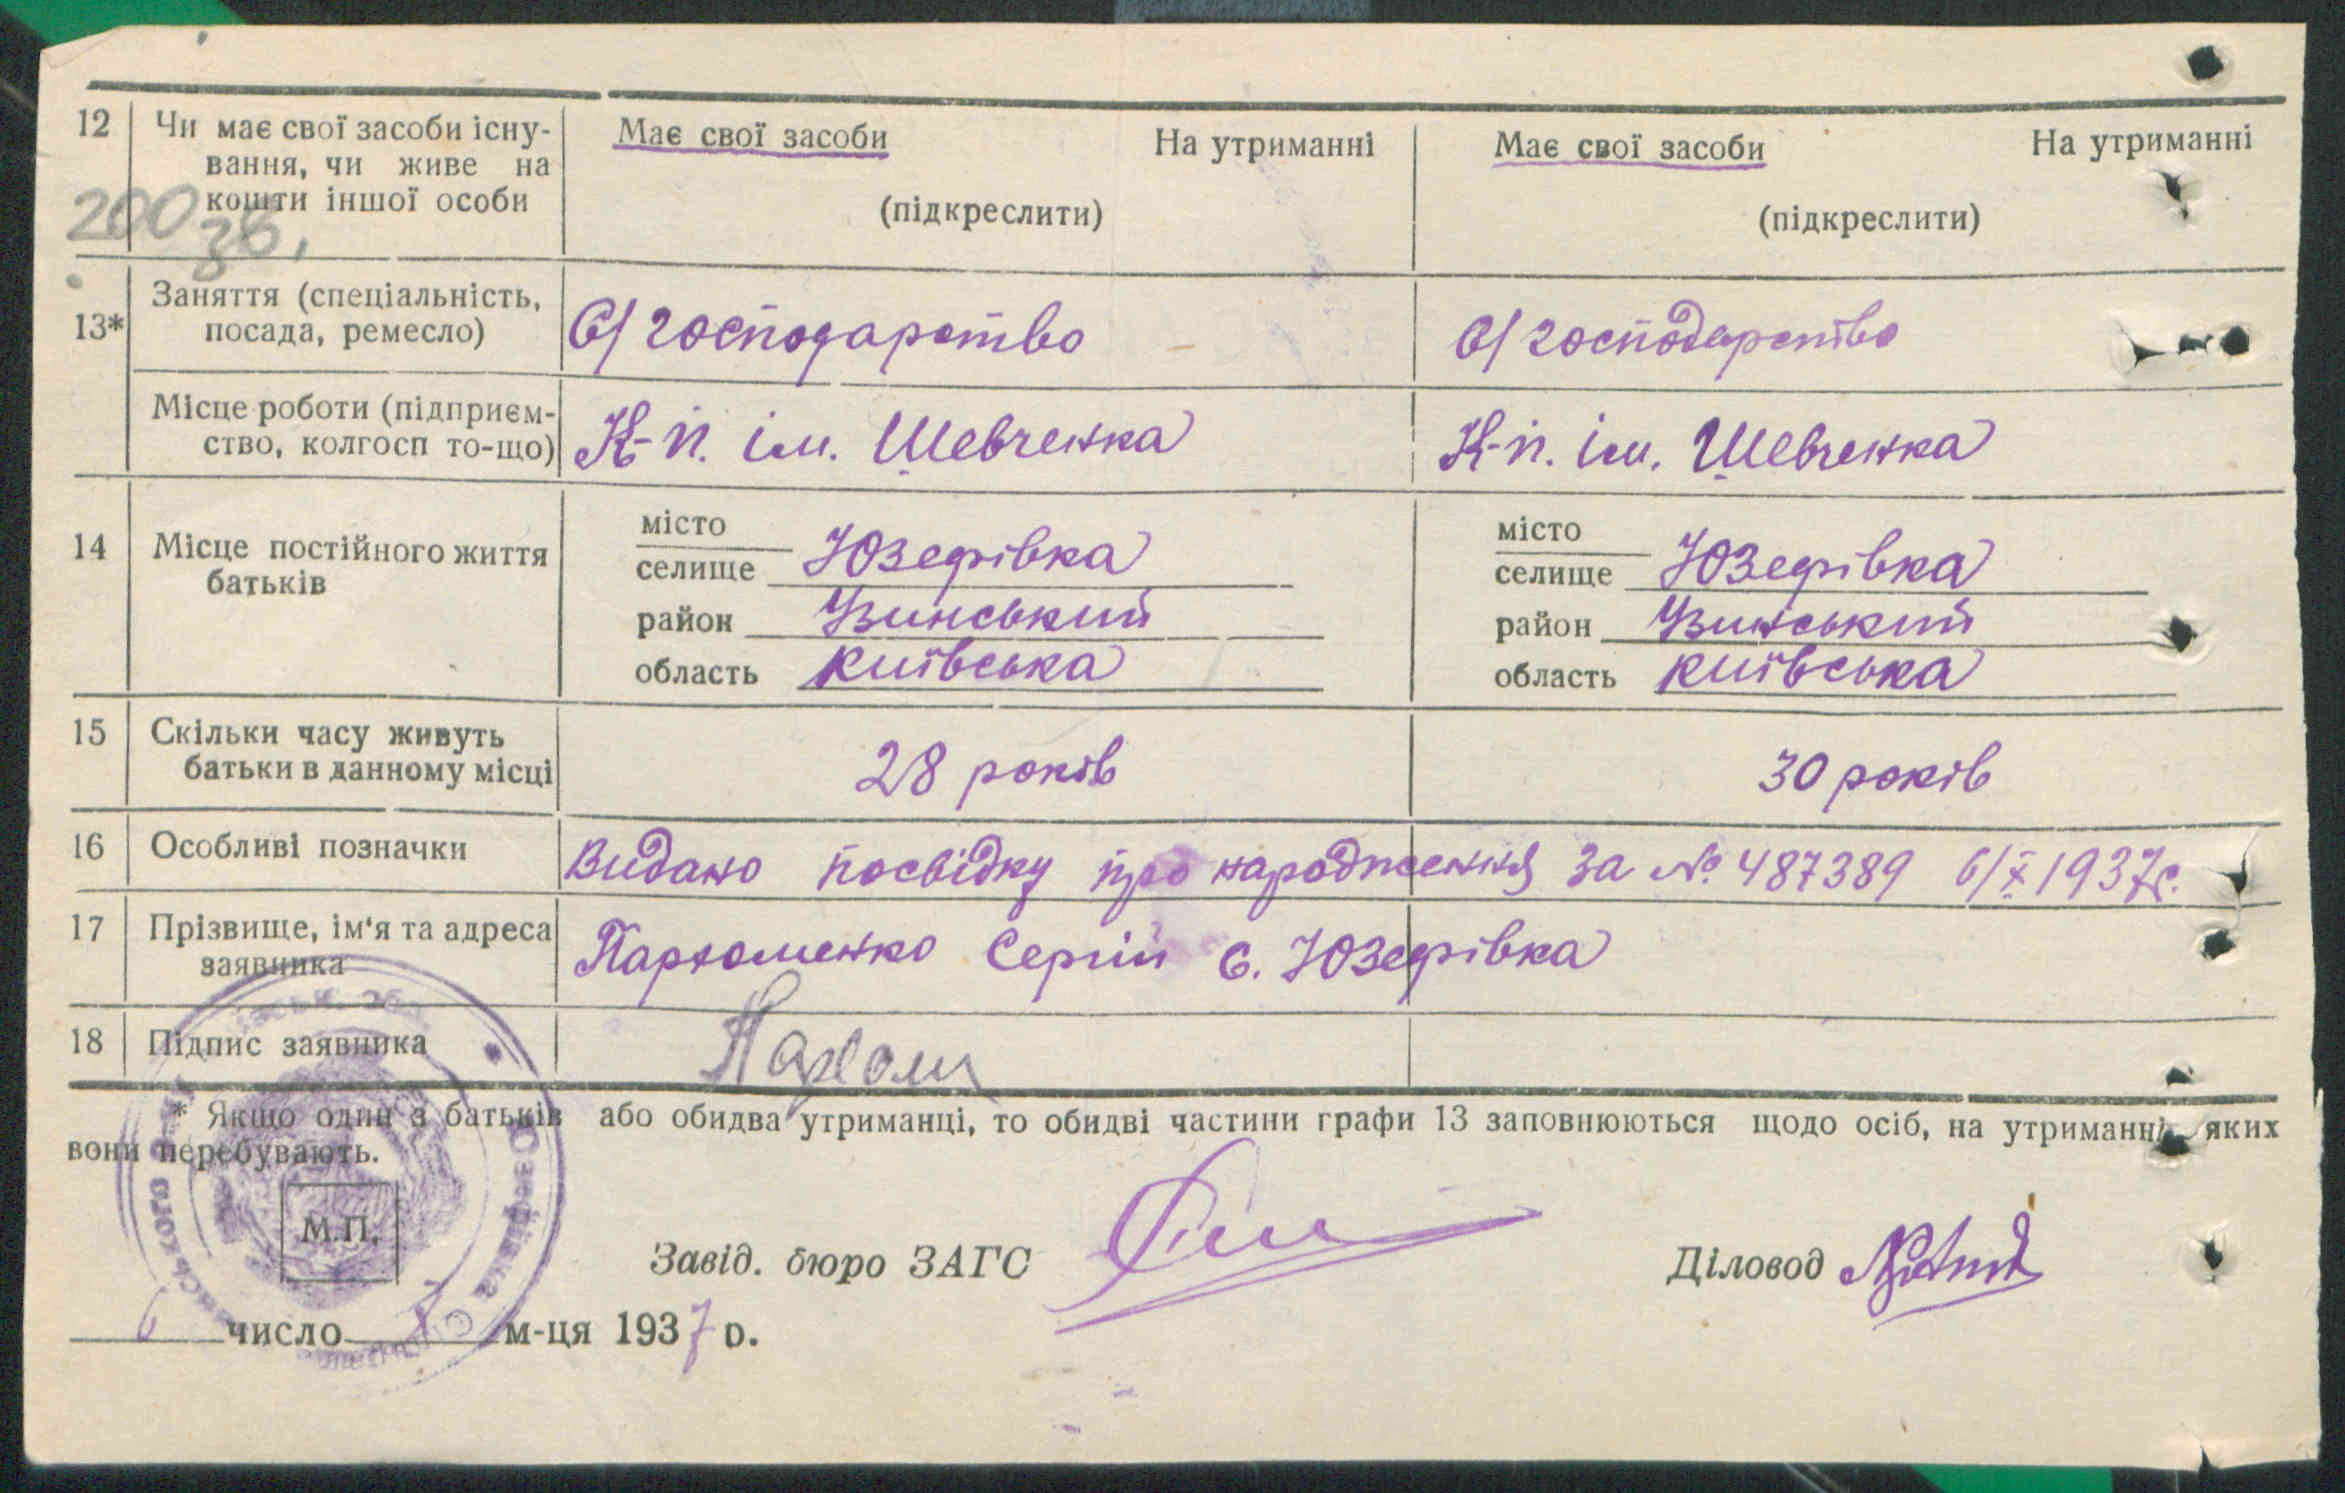 12 Чи має свої засоби існу- Має свої засоби На утриманні Має свої засоби На утриманні
вання, чи живе на
кошти іншої особи (підкреслити) (підкреслити)
200 зв.
13* Заняття (спеціальність, С/господарство С/господарство
посада, ремесло)
Місце роботи (підприєм- К-п. ім. Шевченка К-п. ім. Шевченка
ство, колгосп то-що)
14 Місце постійного життя місто місто
батьків селище Юзефівка селище Юзефівка
район Узинський район Узинський
область київська область київська
15 Скільки часу живуть 28 років 30 років
батьки в данному місці
16 Особливі позначки Видано посвідку про народження за № 487389 6/X 1937р.
17 Прізвище, ім'я та адреса Пархоменко Сергій с. Юзефівка
заявника
18 Підпис заявника Пархом
* Якщо один з батьків або обидва утриманці, то обидві частини графи 13 заповнюються щодо осіб, на утриманні яких
вони перебувають.
М.П.
Завід. бюро ЗАГС Діловод
6 число X м-ця 1937 р.